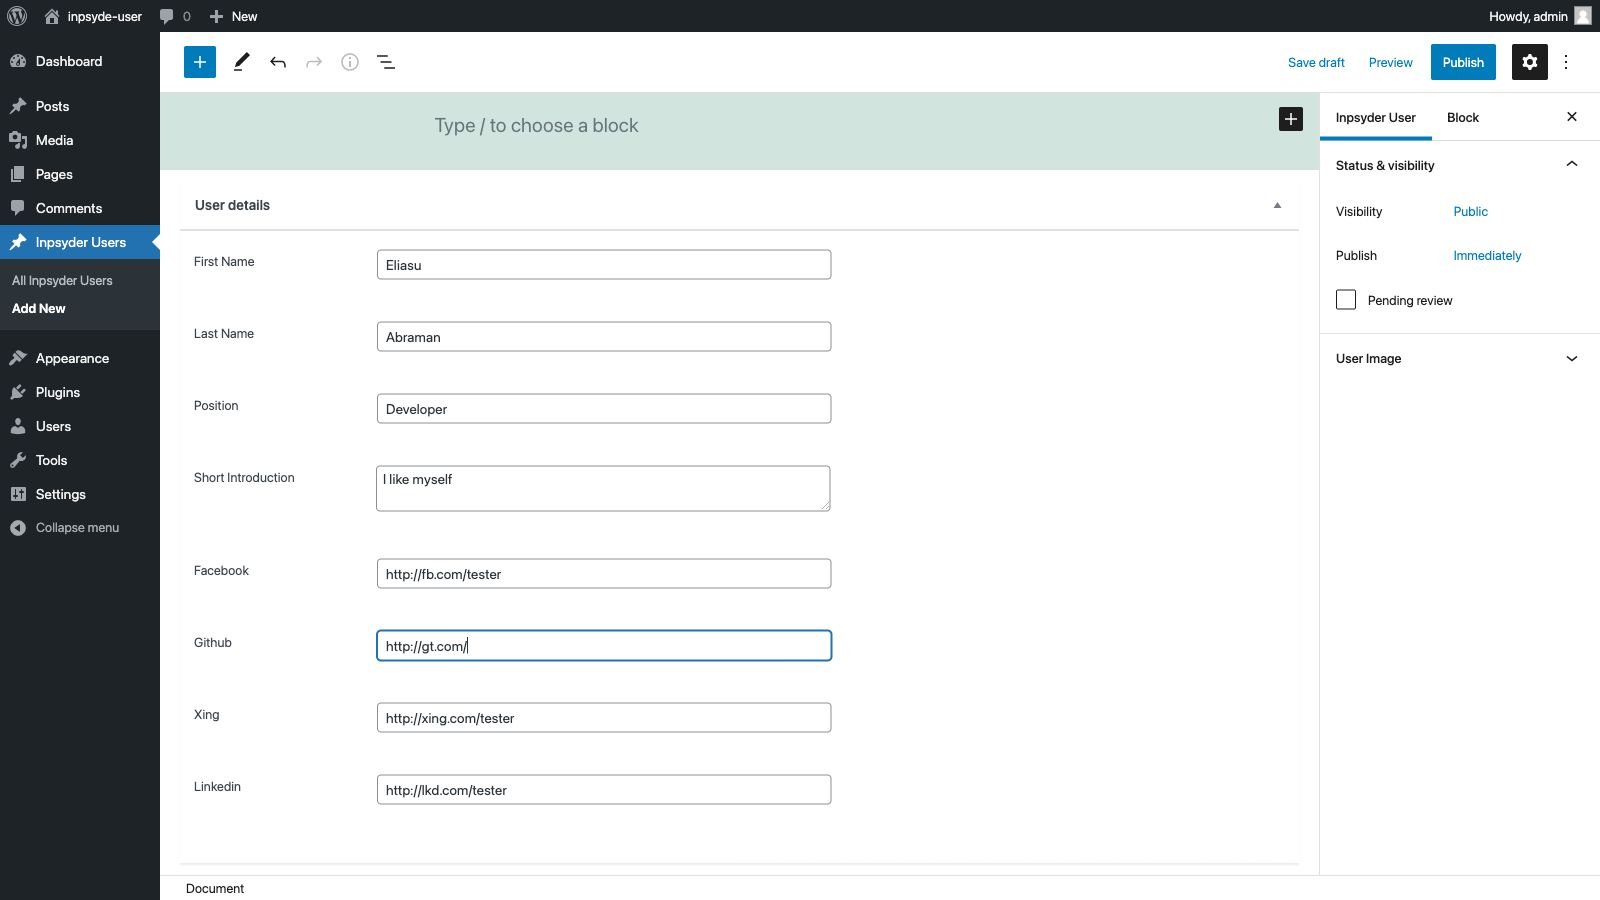 inpsyde-user 0 New Howdy, admin
Dashboard
Posts
Media
Pages
Comments
Inpsyder Users
All Inpsyder Users
Add New
Appearance
Plugins
Users
Tools
Settings
Collapse menu
Save draft Preview Publish
Type / to choose a block
User details
First Name Eliasu
Last Name Abraman
Position Developer
Short Introduction I like myself
Facebook http://fb.com/tester
Github http://gt.com/
Xing http://xing.com/tester
Linkedin http://lkd.com/tester
Document
Inpsyder User Block
Status & visibility
Visibility Public
Publish Immediately
Pending review
User Image